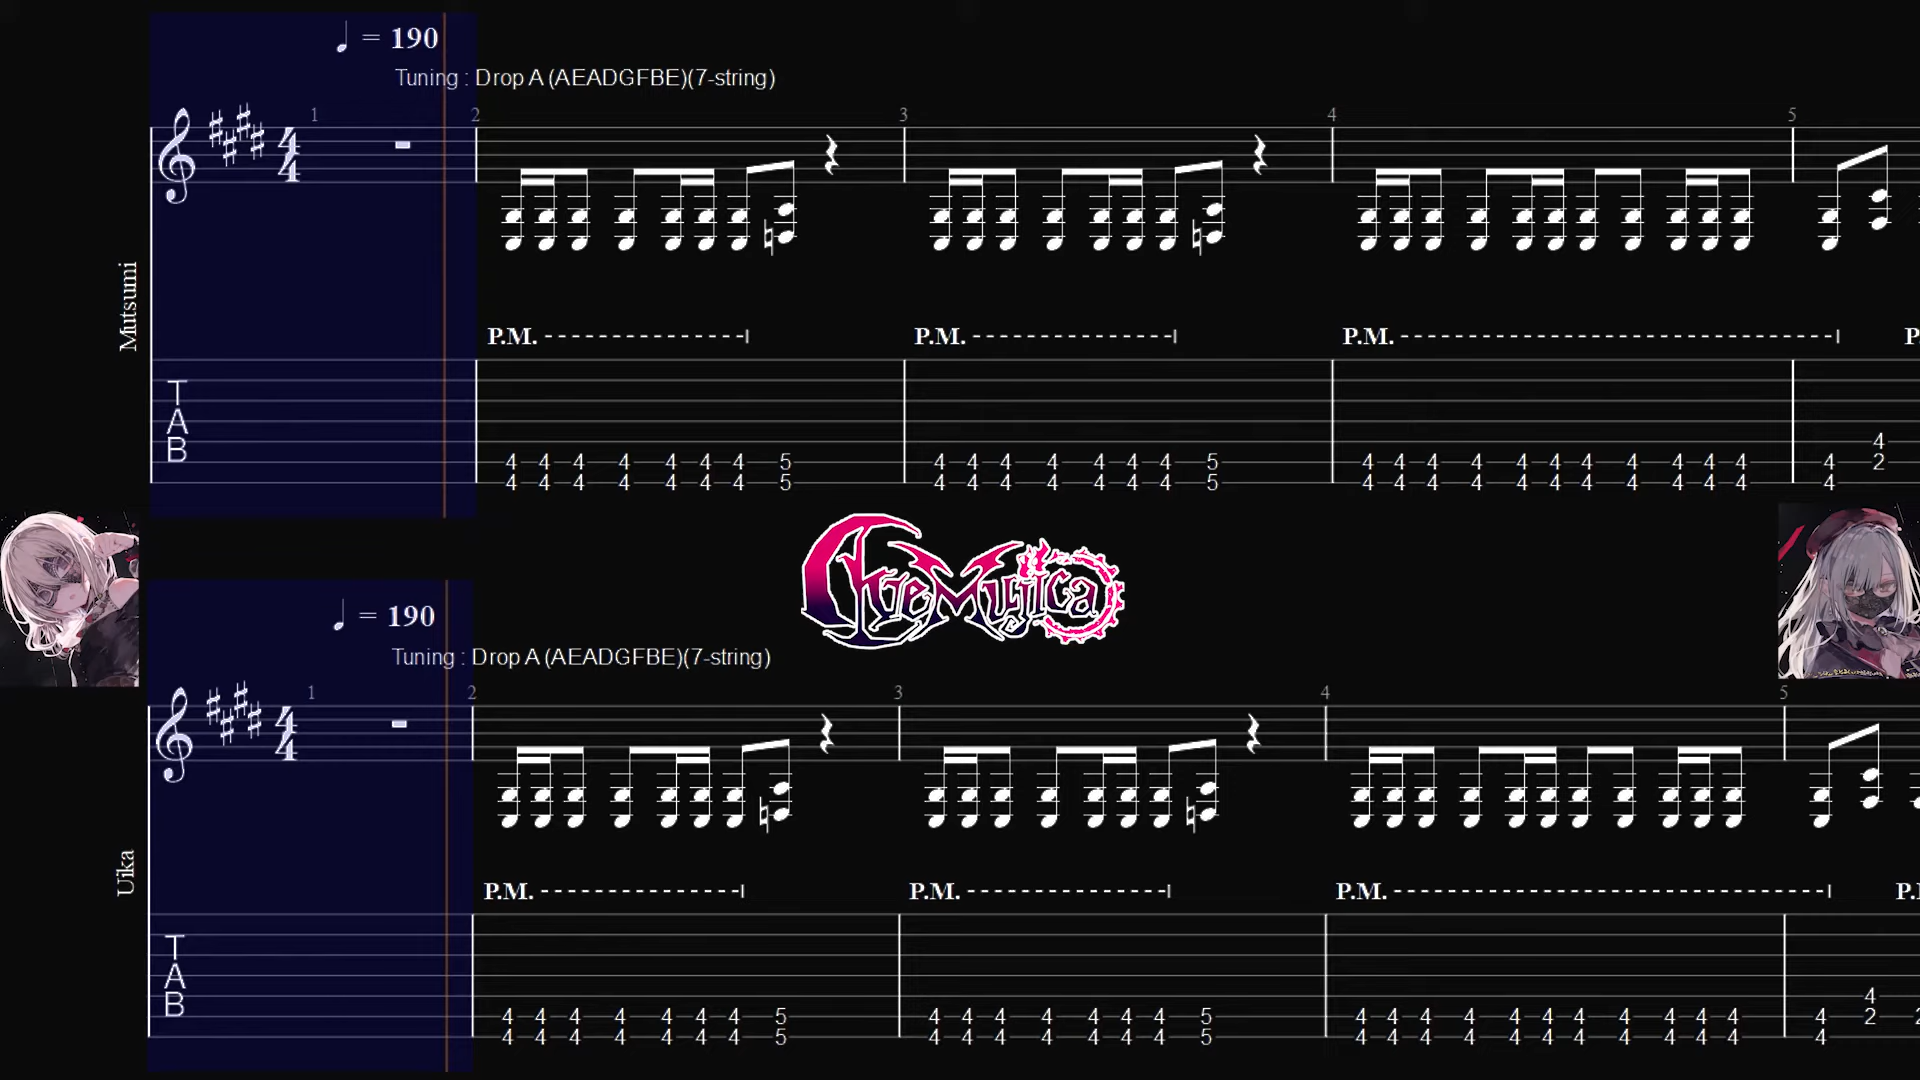 ♩ = 190
Tuning : Drop A (AEADGFBE)(7-string)
1 2 3 4 5
4 4
Mutsumi
P.M. P.M. P.M. P
T A B
4
4 4 4 4 4 4 4 5 4 4 4 4 4 4 4 5 4 4 4 4 4 4 4 4 4 4 4 2
4 4 4 4 4 4 4 5 4 4 4 4 4 4 4 5 4 4 4 4 4 4 4 4 4 4 4
AveMujica
♩ = 190
Tuning : Drop A (AEADGFBE)(7-string)
1 2 3 4 5
4 4
Uika
P.M. P.M. P.M. P.
T A B
4
4 4 4 4 4 4 4 5 4 4 4 4 4 4 4 5 4 4 4 4 4 4 4 4 4 4 4 4 2 2
4 4 4 4 4 4 4 5 4 4 4 4 4 4 4 5 4 4 4 4 4 4 4 4 4 4 4 4